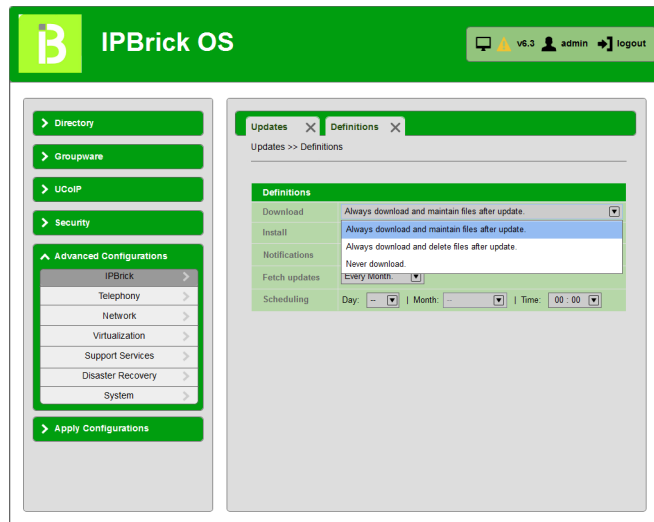 iB
IPBrick OS
v6.3 admin logout
Directory
Groupware
UCoIP
Security
Advanced Configurations
IPBrick
Telephony
Network
Virtualization
Support Services
Disaster Recovery
System
Apply Configurations
Updates Definitions
Updates >> Definitions
Definitions
Download Always download and maintain files after update.
Install Always download and maintain files after update.
Always download and delete files after update.
Notifications Never download.
Fetch updates Every Month.
Scheduling Day: -- | Month: -- | Time: 00 : 00